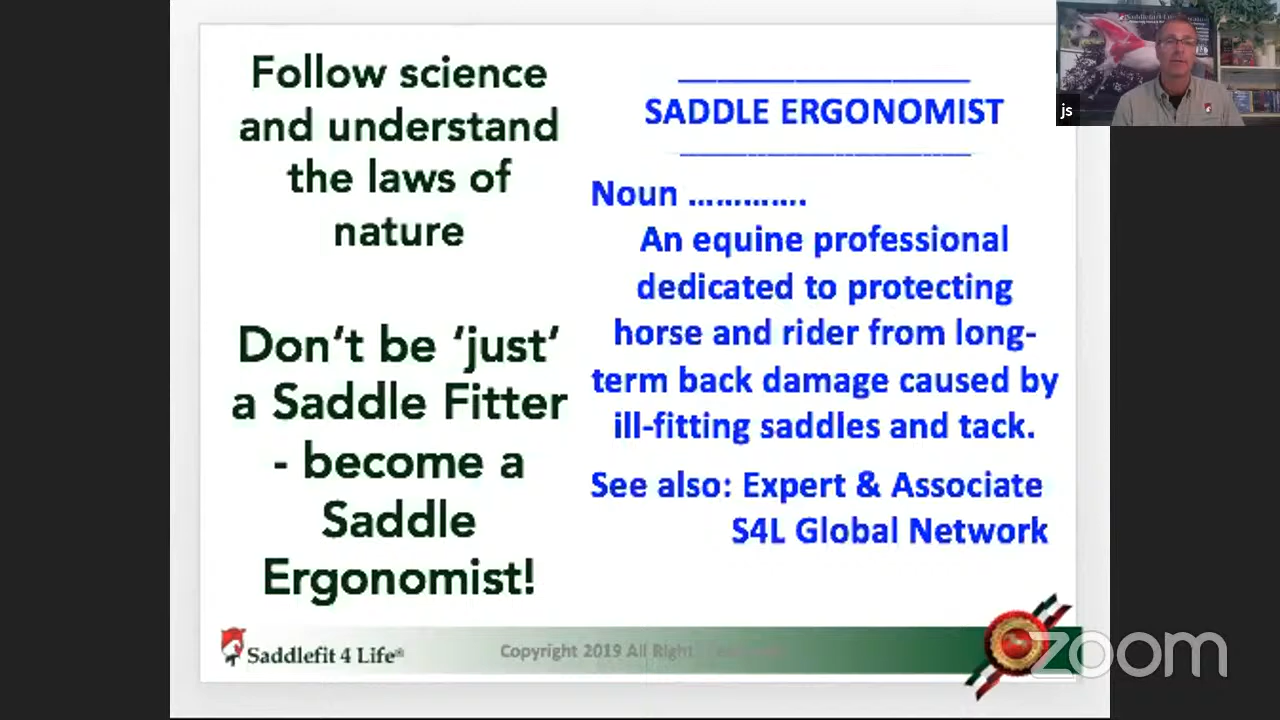 Follow science
and understand
the laws of
nature
Don't be 'just'
a Saddle Fitter
- become a
Saddle
Ergonomist!
SADDLE ERGONOMIST
Noun .............
An equine professional
dedicated to protecting
horse and rider from long-
term back damage caused by
ill-fitting saddles and tack.
See also: Expert & Associate
S4L Global Network
Saddlefit 4 Life®
Copyright 2019 All Right
zoom
js